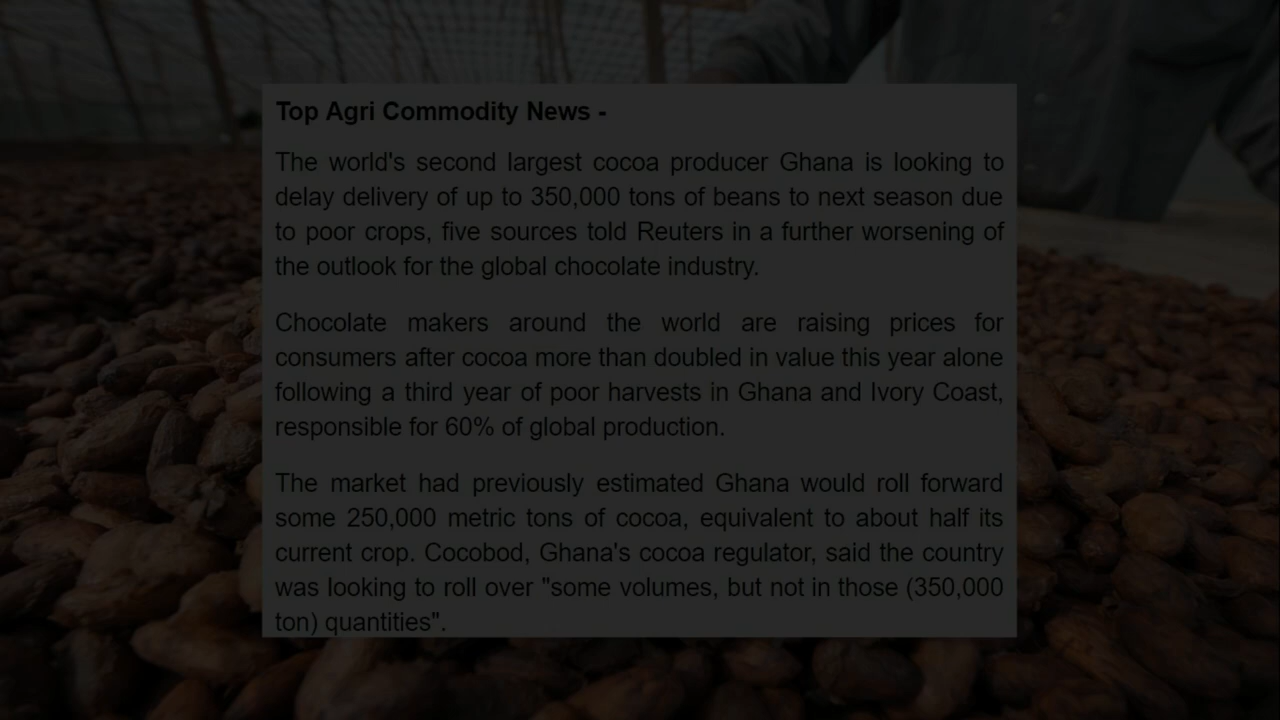 Top Agri Commodity News -
The world's second largest cocoa producer Ghana is looking to
delay delivery of up to 350,000 tons of beans to next season due
to poor crops, five sources told Reuters in a further worsening of
the outlook for the global chocolate industry.
Chocolate makers around the world are raising prices for
consumers after cocoa more than doubled in value this year alone
following a third year of poor harvests in Ghana and Ivory Coast,
responsible for 60% of global production.
The market had previously estimated Ghana would roll forward
some 250,000 metric tons of cocoa, equivalent to about half its
current crop. Cocobod, Ghana's cocoa regulator, said the country
was looking to roll over "some volumes, but not in those (350,000
ton) quantities".